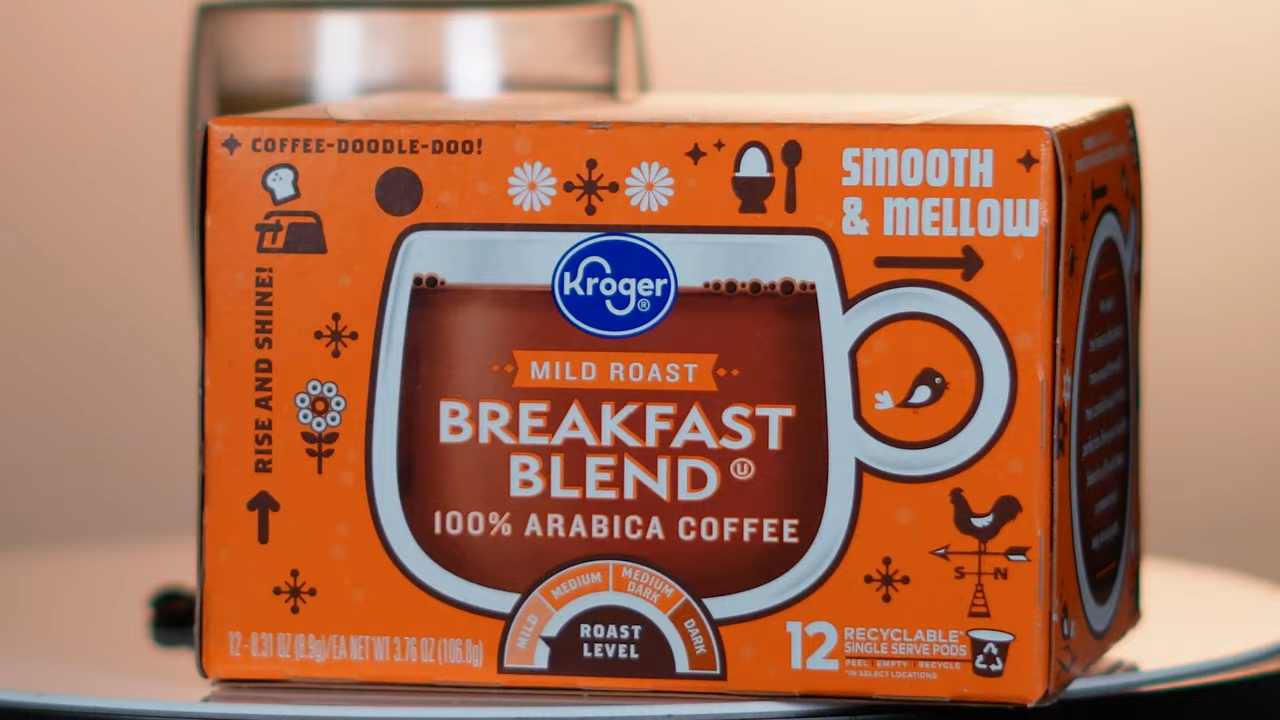 COFFEE-DOODLE-DOO!
SMOOTH
& MELLOW
RISE AND SHINE!
Kroger®
MILD ROAST
BREAKFAST
BLEND Ⓤ
100% ARABICA COFFEE
S N
MILD MEDIUM MEDIUM DARK DARK
ROAST
LEVEL
12 - 0.31 OZ (8.9g)/EA NET WT 3.76 OZ (106.8g)
12 RECYCLABLE*
SINGLE SERVE PODS
PEEL EMPTY RECYCLE
*IN SELECT LOCATIONS